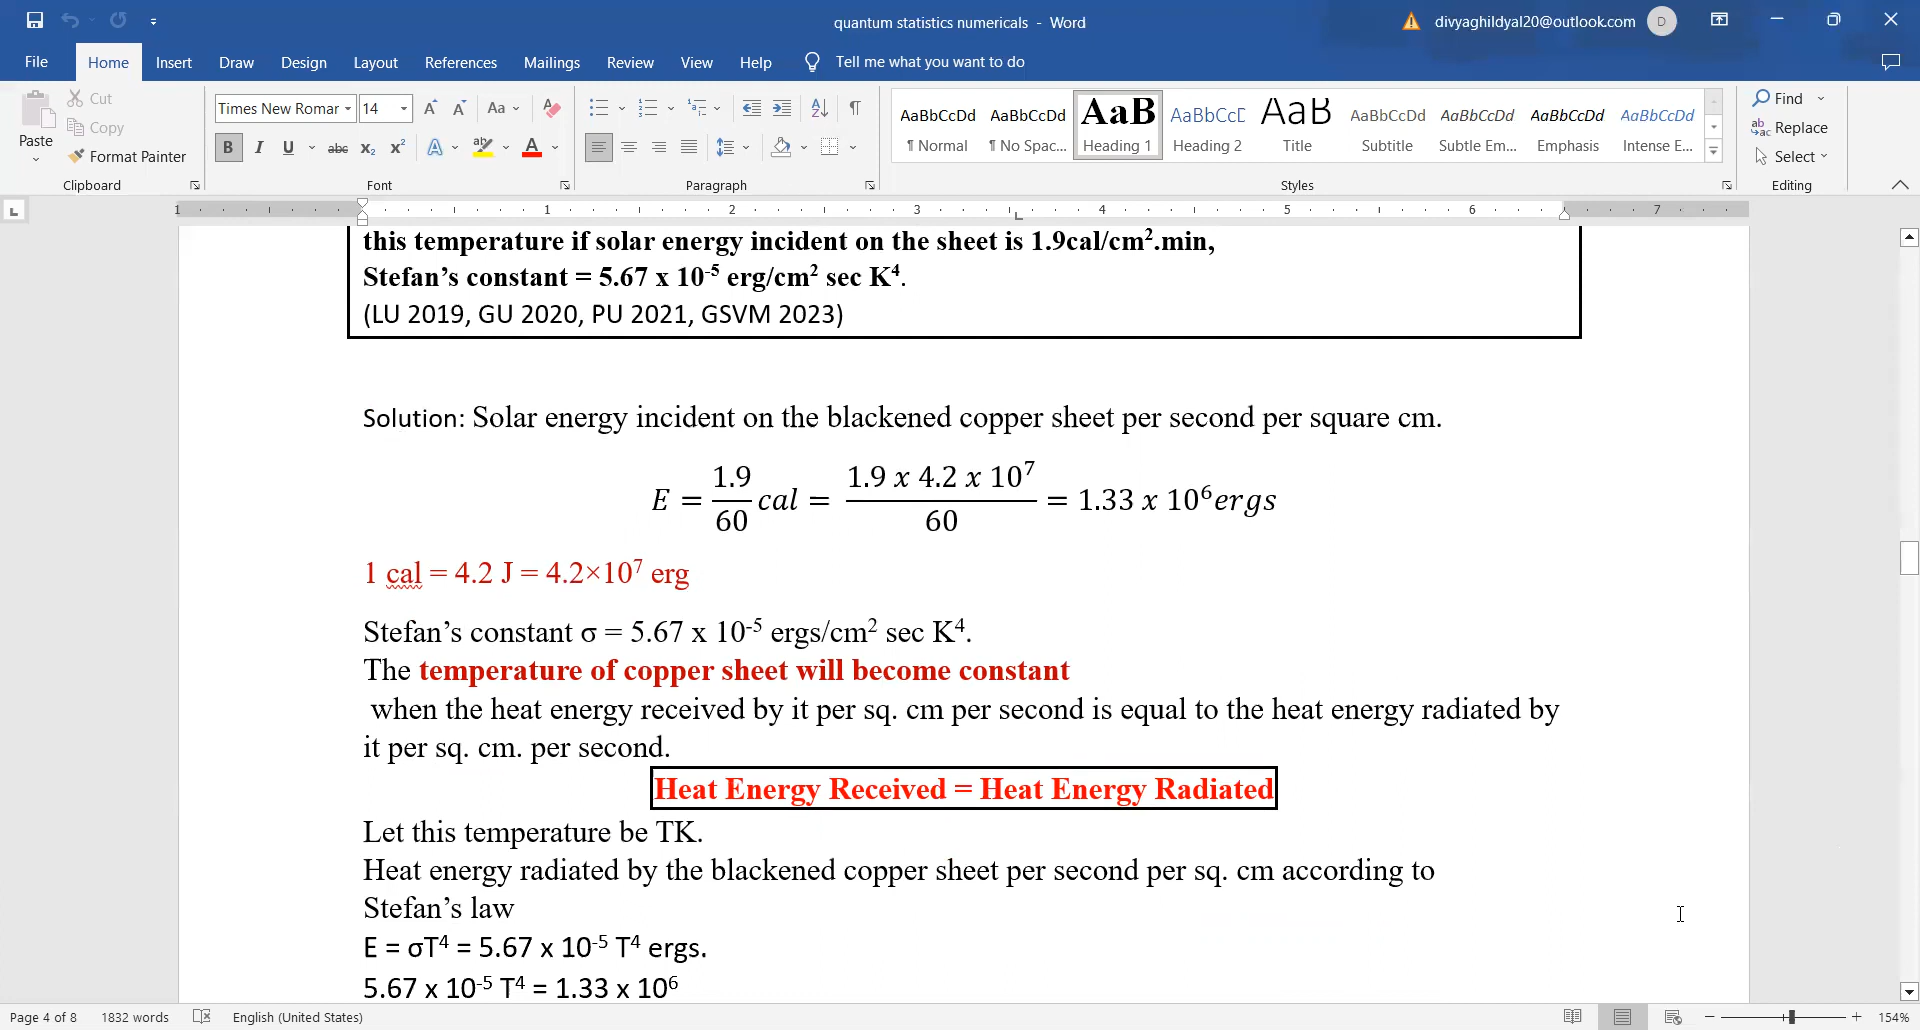 quantum statistics numericals - Word
divyaghildyal20@outlook.com
D
File Home Insert Draw Design Layout References Mailings Review View Help Tell me what you want to do
Paste
Cut
Copy
Format Painter
Clipboard
Times New Roman 14
Font
Paragraph
AaBbCcDd AaBbCcDd AaB AaBbCcD AaB AaBbCcDd AaBbCcDd AaBbCcDd AaBbCcDd
¶ Normal ¶ No Spac... Heading 1 Heading 2 Title Subtitle Subtle Em... Emphasis Intense E...
Styles
Find
Replace
Select
Editing
1 1 2 3 4 5 6 7
this temperature if solar energy incident on the sheet is 1.9cal/cm².min,
Stefan’s constant = 5.67 x 10⁻⁵ erg/cm² sec K⁴.
(LU 2019, GU 2020, PU 2021, GSVM 2023)
Solution: Solar energy incident on the blackened copper sheet per second per square cm.
E = 1.9/60 cal = 1.9 x 4.2 x 10⁷/60 = 1.33 x 10⁶ergs
1 cal = 4.2 J = 4.2×10⁷ erg
Stefan’s constant σ = 5.67 x 10⁻⁵ ergs/cm² sec K⁴.
The temperature of copper sheet will become constant
when the heat energy received by it per sq. cm per second is equal to the heat energy radiated by
it per sq. cm. per second.
Heat Energy Received = Heat Energy Radiated
Let this temperature be TK.
Heat energy radiated by the blackened copper sheet per second per sq. cm according to
Stefan’s law
E = σT⁴ = 5.67 x 10⁻⁵ T⁴ ergs.
5.67 x 10⁻⁵ T⁴ = 1.33 x 10⁶
Page 4 of 8 1832 words English (United States) 154%